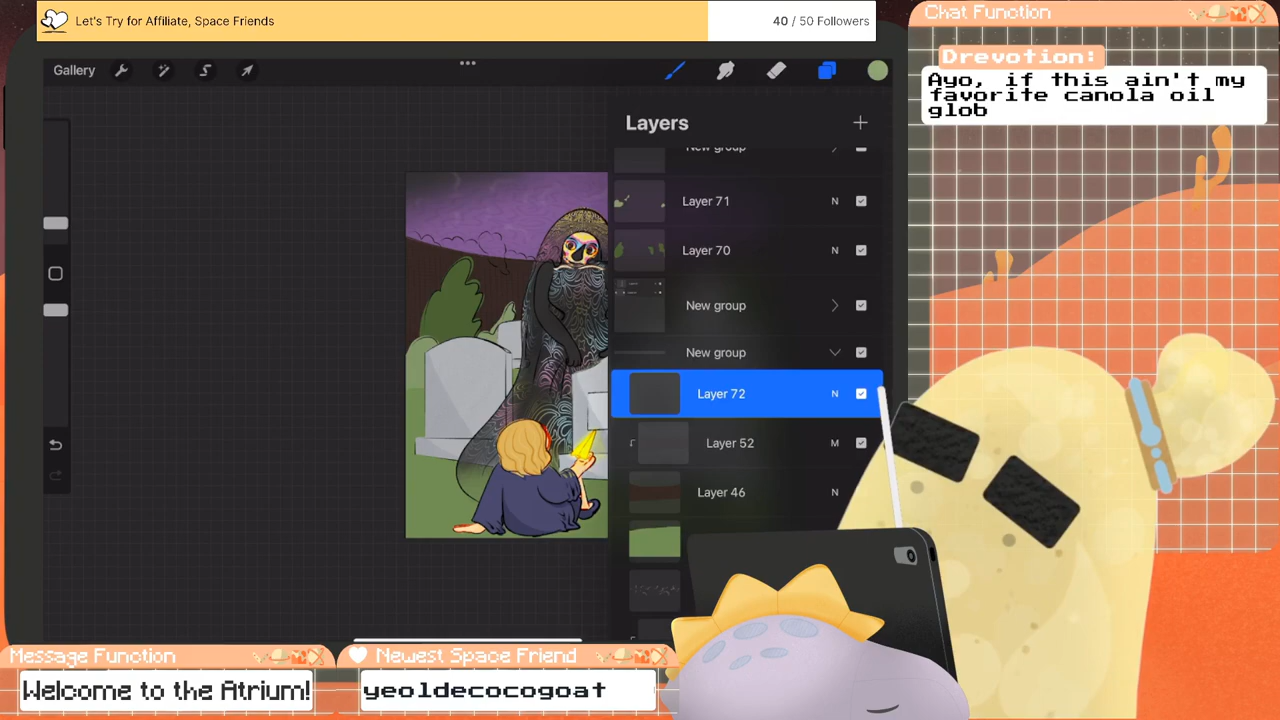 Let's Try for Affiliate, Space Friends
40 / 50 Followers
Chat Function
Drevotion:
Ayo, if this ain't my
favorite canola oil
glob
Gallery
Layers
New group
Layer 71 N
Layer 70 N
New group
New group
Layer 72 N
Layer 52 M
Layer 46 N
Message Function
Welcome to the Atrium!
Newest Space Friend
yeoldecocogoat